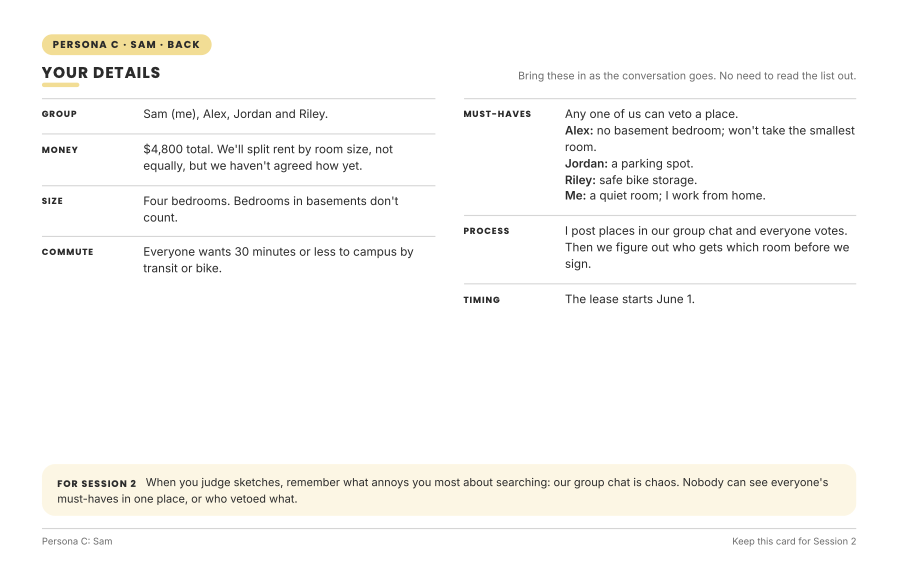 PERSONA C · SAM · BACK
YOUR DETAILS
Bring these in as the conversation goes. No need to read the list out.
GROUP
Sam (me), Alex, Jordan and Riley.
MONEY
$4,800 total. We'll split rent by room size, not
equally, but we haven't agreed how yet.
SIZE
Four bedrooms. Bedrooms in basements don't
count.
COMMUTE
Everyone wants 30 minutes or less to campus by
transit or bike.
MUST-HAVES
Any one of us can veto a place.
Alex: no basement bedroom; won't take the smallest
room.
Jordan: a parking spot.
Riley: safe bike storage.
Me: a quiet room; I work from home.
PROCESS
I post places in our group chat and everyone votes.
Then we figure out who gets which room before we
sign.
TIMING
The lease starts June 1.
FOR SESSION 2 When you judge sketches, remember what annoys you most about searching: our group chat is chaos. Nobody can see everyone's
must-haves in one place, or who vetoed what.
Persona C: Sam
Keep this card for Session 2